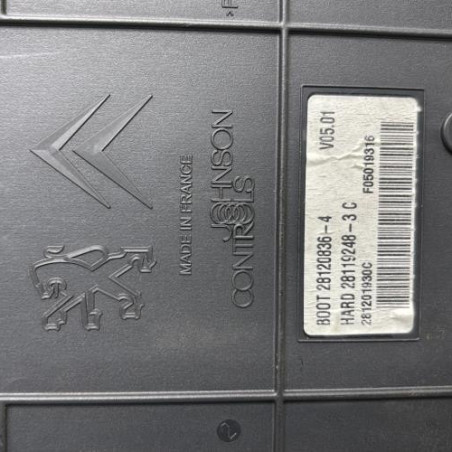 MADE IN FRANCE
JOHNSON
CONTROLS
V05.01
BOOT 28120836-4
HARD 28119248-3 C
281201930C
F05019316